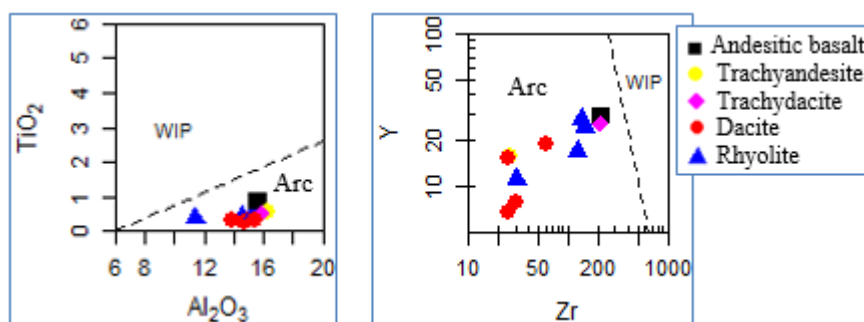 TiO2
6
5
4
3
2
1
0
WIP
Arc
6 8 12 16 20
Al2O3
Y
100
50
20
10
Arc
WIP
10 50 200 1000
Zr
Andesitic basalt
Trachyandesite
Trachydacite
Dacite
Rhyolite